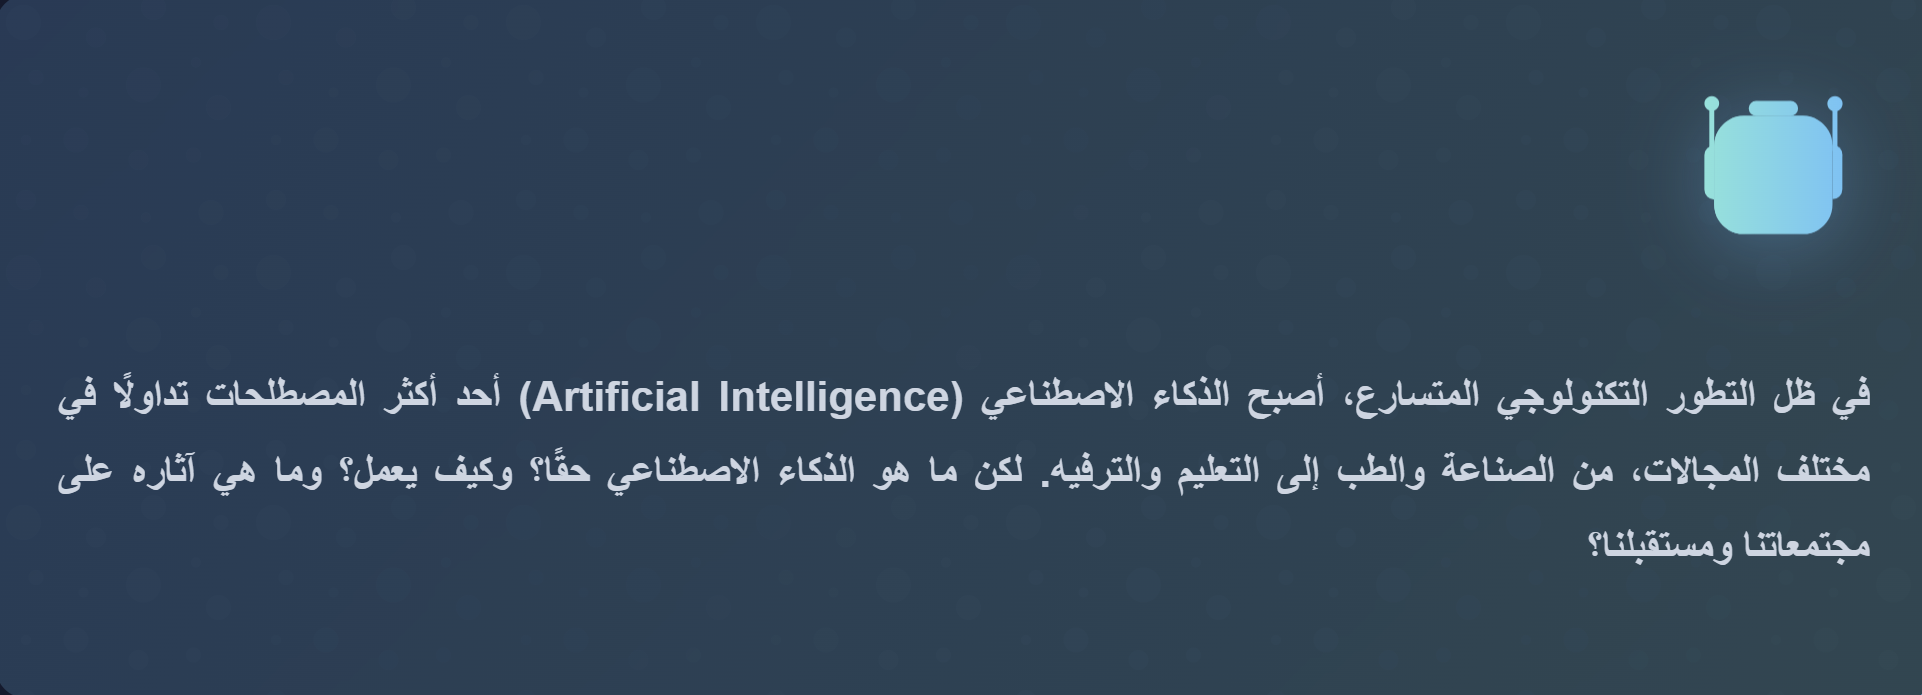 في ظل التطور التكنولوجي المتسارع، أصبح الذكاء الاصطناعي (Artificial Intelligence) أحد أكثر المصطلحات تداولًا في
مختلف المجالات، من الصناعة والطب إلى التعليم والترفيه. لكن ما هو الذكاء الاصطناعي حقًا؟ وكيف يعمل؟ وما هي آثاره على
مجتمعاتنا ومستقبلنا؟